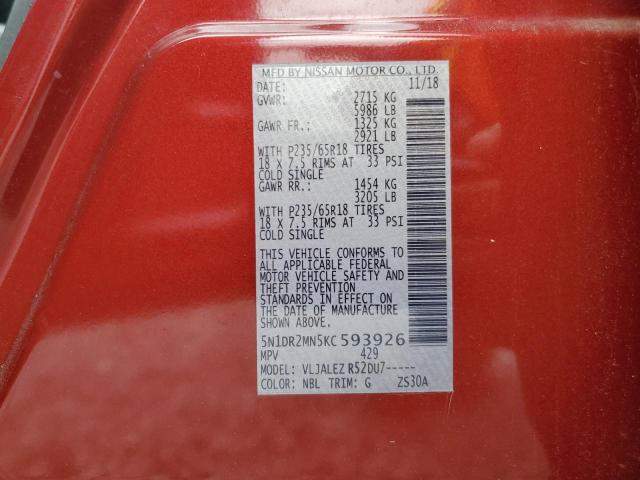 MFD BY NISSAN MOTOR CO., LTD.
DATE: 11/18
GVWR: 2715 KG
5986 LB
GAWR FR.: 1325 KG
2921 LB
WITH P235/65R18 TIRES
18 X 7.5 RIMS AT 33 PSI
COLD SINGLE
GAWR RR.: 1454 KG
3205 LB
WITH P235/65R18 TIRES
18 X 7.5 RIMS AT 33 PSI
COLD SINGLE
THIS VEHICLE CONFORMS TO
ALL APPLICABLE FEDERAL
MOTOR VEHICLE SAFETY AND
THEFT PREVENTION
STANDARDS IN EFFECT ON
THE DATE OF MANUFACTURE
SHOWN ABOVE.
5N1DR2MN5KC593926
MPV 429
MODEL: VLJALEZ R52DU7-----
COLOR: NBL TRIM: G ZS30A